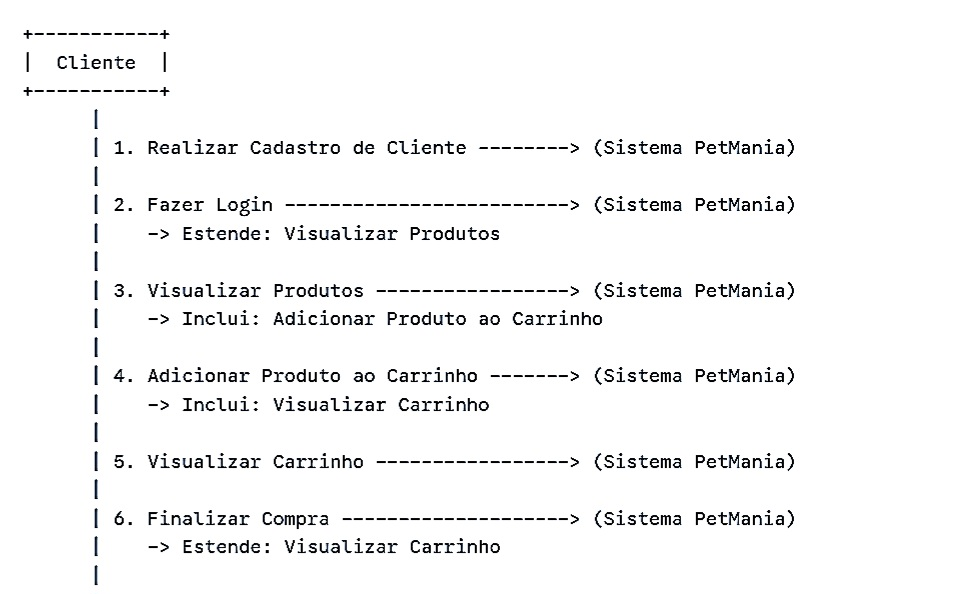 +-----------+
|  Cliente  |
+-----------+
      |
      | 1. Realizar Cadastro de Cliente --------> (Sistema PetMania)
      |
      | 2. Fazer Login -------------------------> (Sistema PetMania)
      |    -> Estende: Visualizar Produtos
      |
      | 3. Visualizar Produtos -----------------> (Sistema PetMania)
      |    -> Inclui: Adicionar Produto ao Carrinho
      |
      | 4. Adicionar Produto ao Carrinho -------> (Sistema PetMania)
      |    -> Inclui: Visualizar Carrinho
      |
      | 5. Visualizar Carrinho -----------------> (Sistema PetMania)
      |
      | 6. Finalizar Compra --------------------> (Sistema PetMania)
      |    -> Estende: Visualizar Carrinho
      |